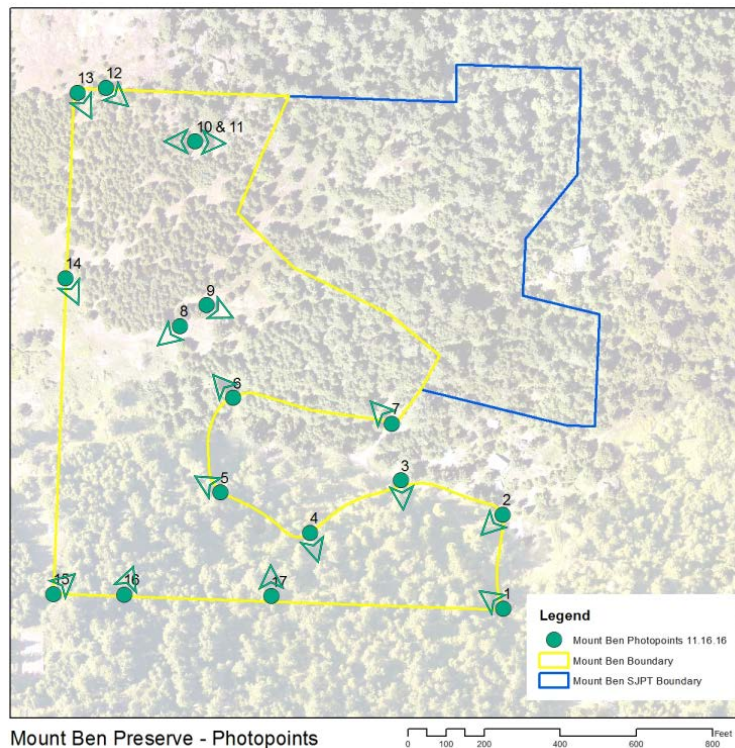 13
12
10 & 11
14
9
8
6
7
3
5
2
4
15
16
17
1
Legend
Mount Ben Photopoints 11.16.16
Mount Ben Boundary
Mount Ben SJPT Boundary
Mount Ben Preserve - Photopoints
Feet
0 100 200 400 600 800